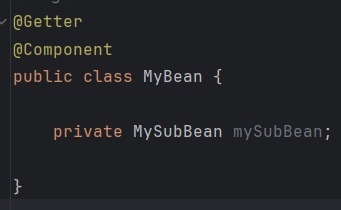 @Getter
@Component
public class MyBean {
private MySubBean mySubBean;
}